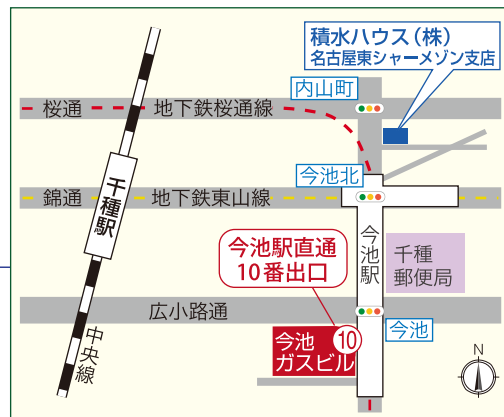 積水ハウス（株）
名古屋東シャーメゾン支店
内山町
桜通
地下鉄桜通線
千種駅
今池北
錦通
地下鉄東山線
今池駅直通
10番出口
今池駅
千種
郵便局
広小路通
今池
今池
ガスビル
10
中央線
N